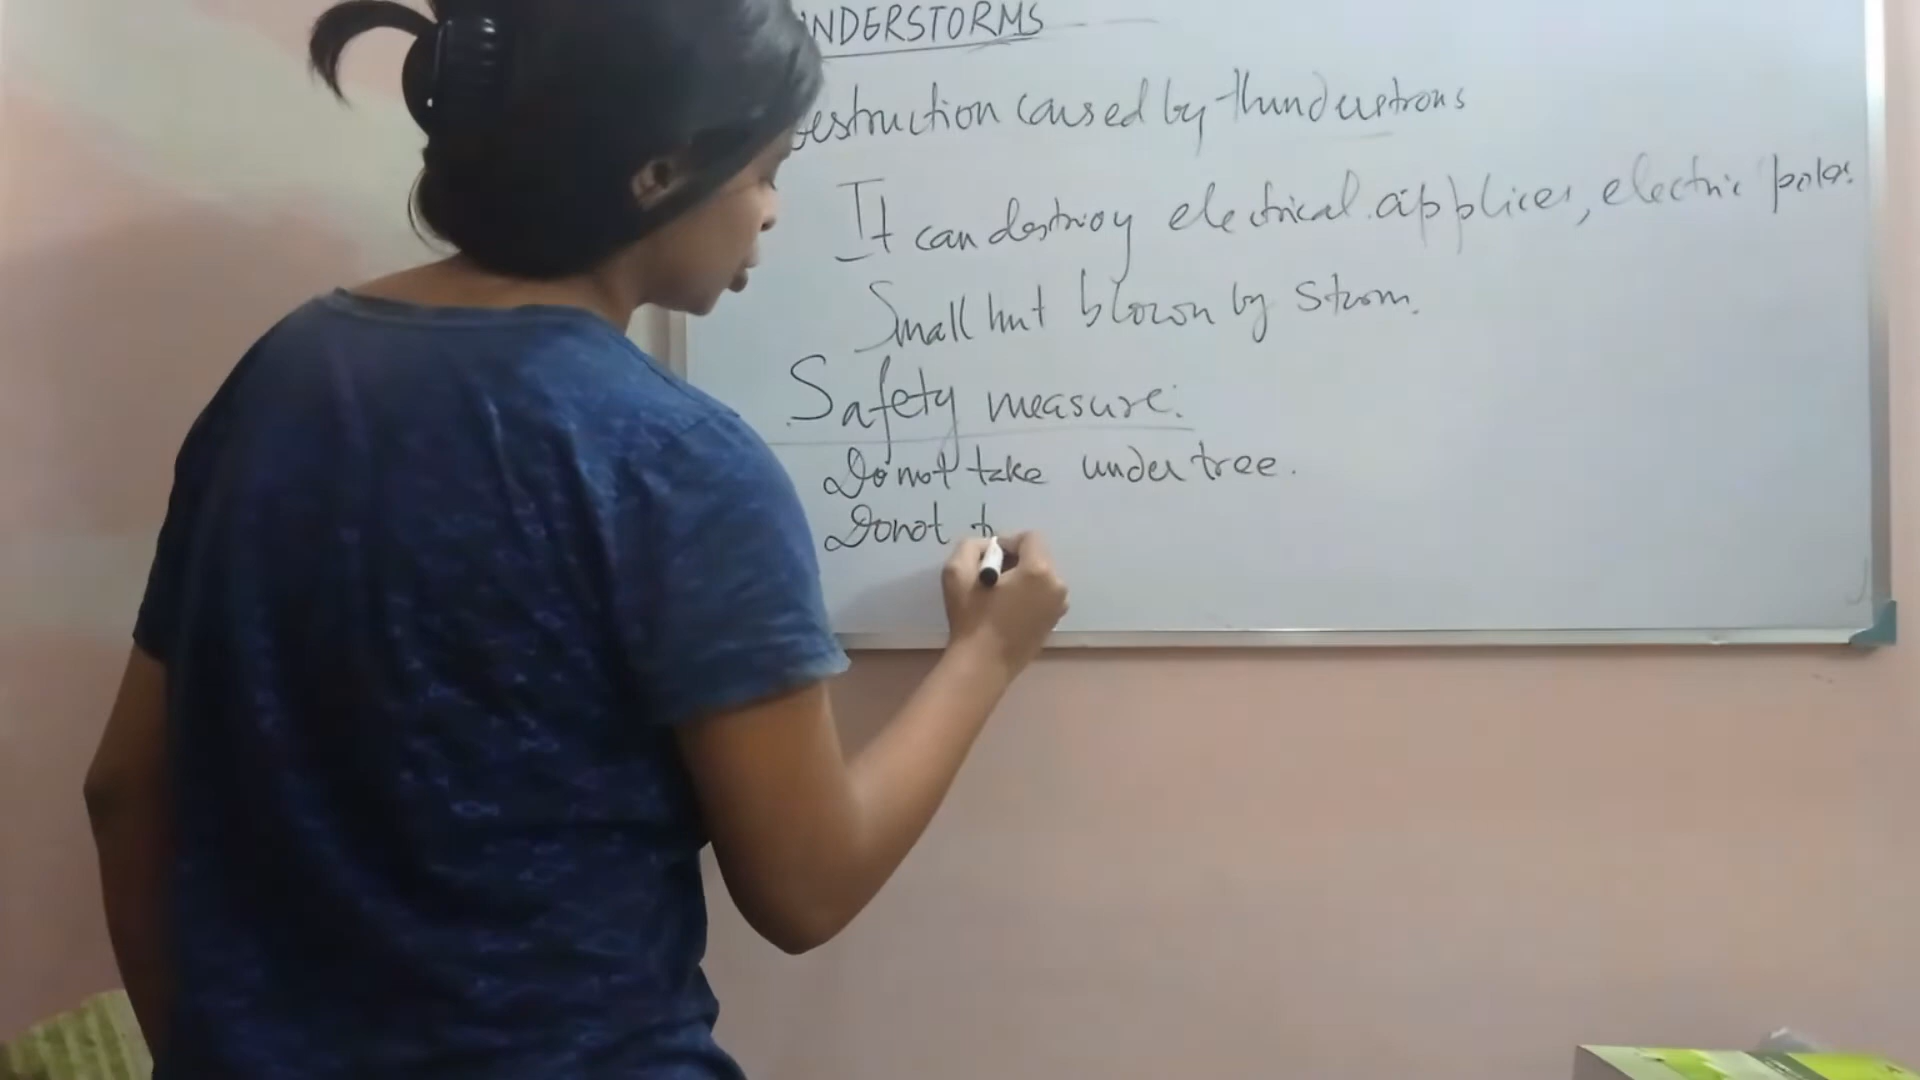 UNDERSTORMS
estruction caused by thunderstroms
It can destrioy electrical applices, electric poles.
Small hut blown by strom.
Safety measure:
Do not take under tree.
Donot t